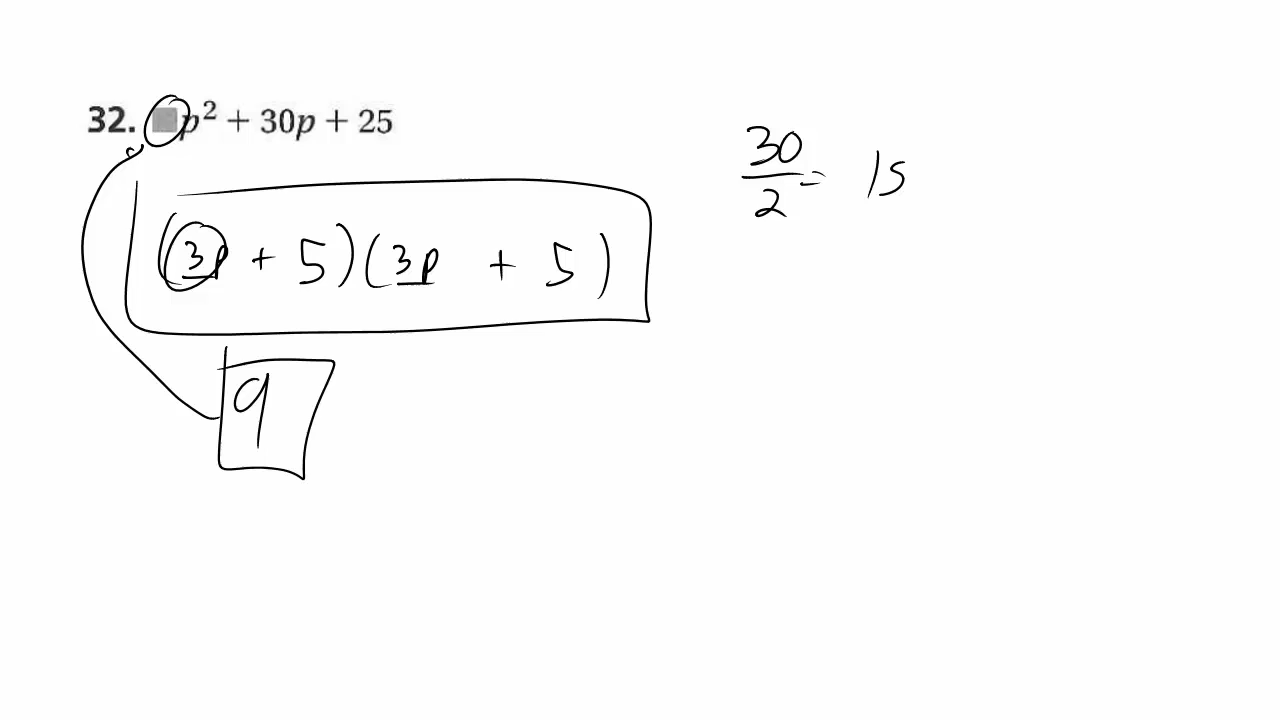 32. ■p² + 30p + 25
30/2 = 15
(3p + 5)(3p + 5)
9